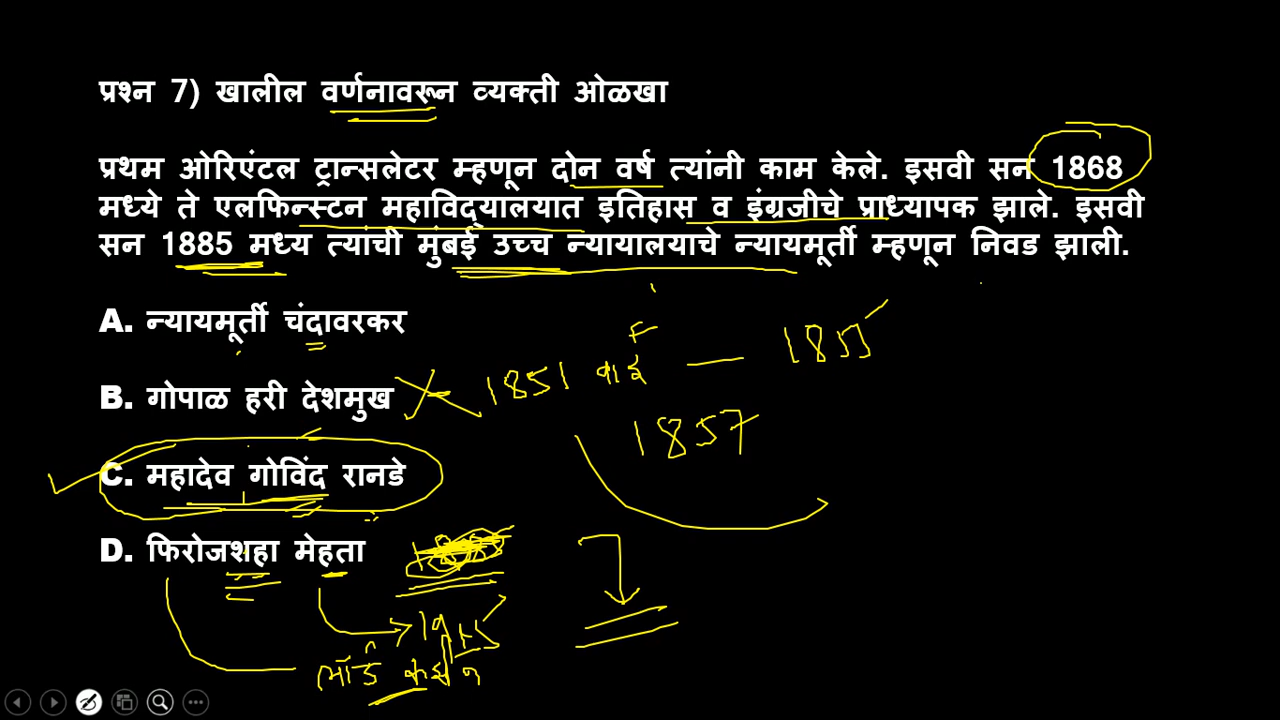 प्रश्न 7) खालील वर्णनावरून व्यक्ती ओळखा
प्रथम ओरिएंटल ट्रान्सलेटर म्हणून दोन वर्ष त्यांनी काम केले. इसवी सन 1868
मध्ये ते एलफिन्स्टन महाविद्यालयात इतिहास व इंग्रजीचे प्राध्यापक झाले. इसवी
सन 1885 मध्य त्यांची मुंबई उच्च न्यायालयाचे न्यायमूर्ती म्हणून निवड झाली.
A. न्यायमूर्ती चंदावरकर
B. गोपाळ हरी देशमुख
1851 वाई — 1855
1857
C. महादेव गोविंद रानडे
D. फिरोजशहा मेहता
लॉर्ड